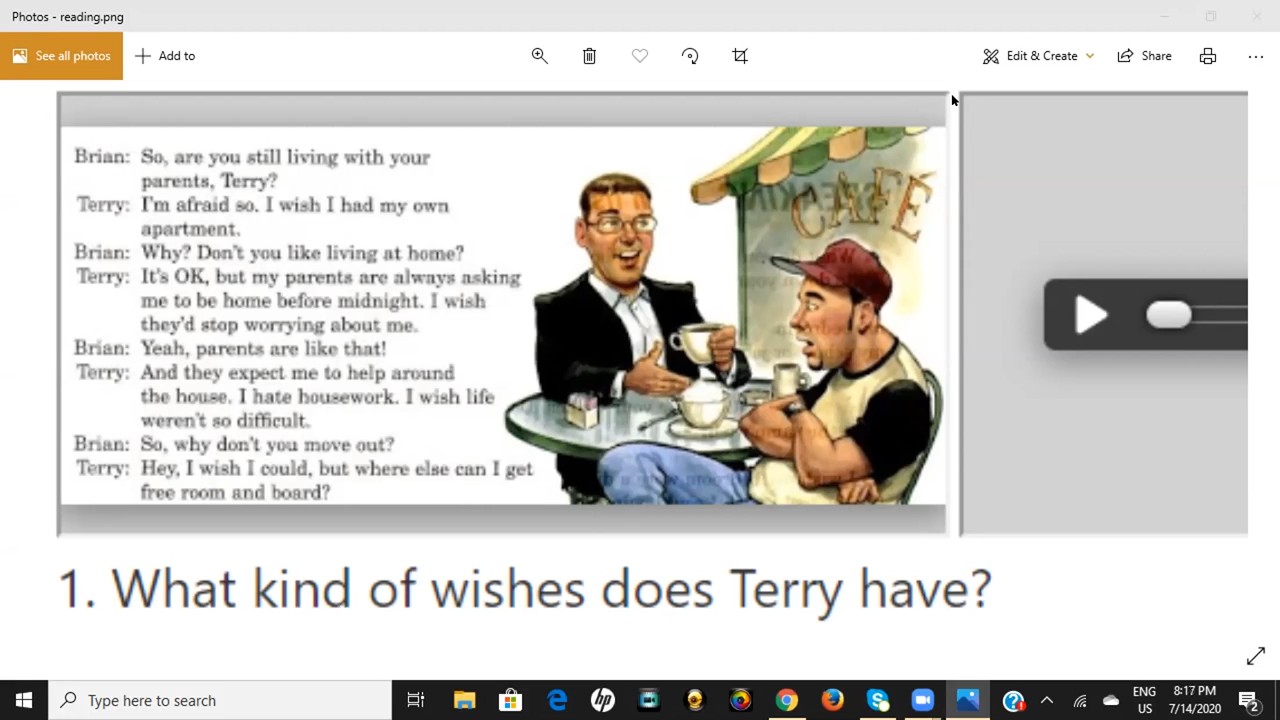 Photos - reading.png
See all photos
Add to
Edit & Create
Share
Brian: So, are you still living with your
parents, Terry?
Terry: I'm afraid so. I wish I had my own
apartment.
Brian: Why? Don't you like living at home?
Terry: It's OK, but my parents are always asking
me to be home before midnight. I wish
they'd stop worrying about me.
Brian: Yeah, parents are like that!
Terry: And they expect me to help around
the house. I hate housework. I wish life
weren't so difficult.
Brian: So, why don't you move out?
Terry: Hey, I wish I could, but where else can I get
free room and board?
CAFÉ
1. What kind of wishes does Terry have?
Type here to search
hp
ENG
US
8:17 PM
7/14/2020
2